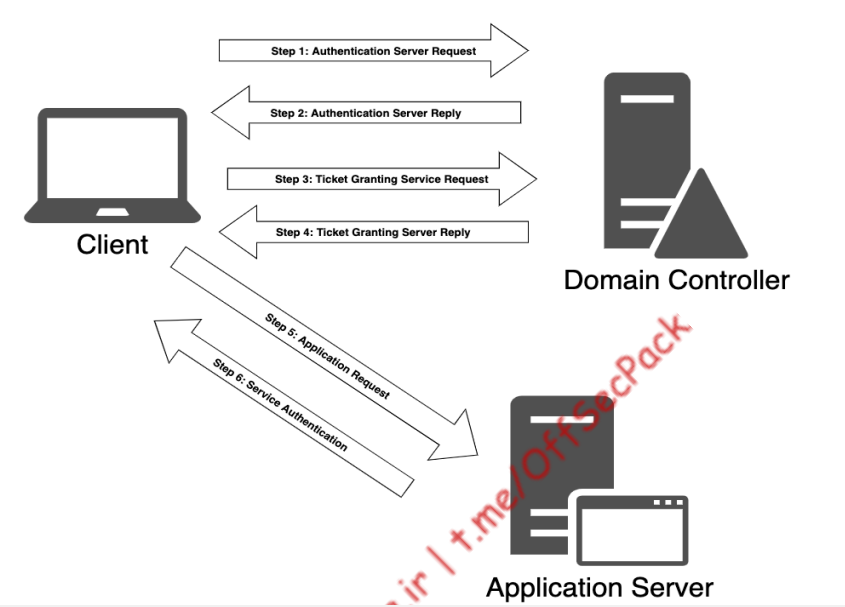 Step 1: Authentication Server Request
Step 2: Authentication Server Reply
Step 3: Ticket Granting Service Request
Step 4: Ticket Granting Server Reply
Client
Domain Controller
Step 5: Application Request
Step 6: Service Authentication
.ir | t.me/OffSecPack
Application Server